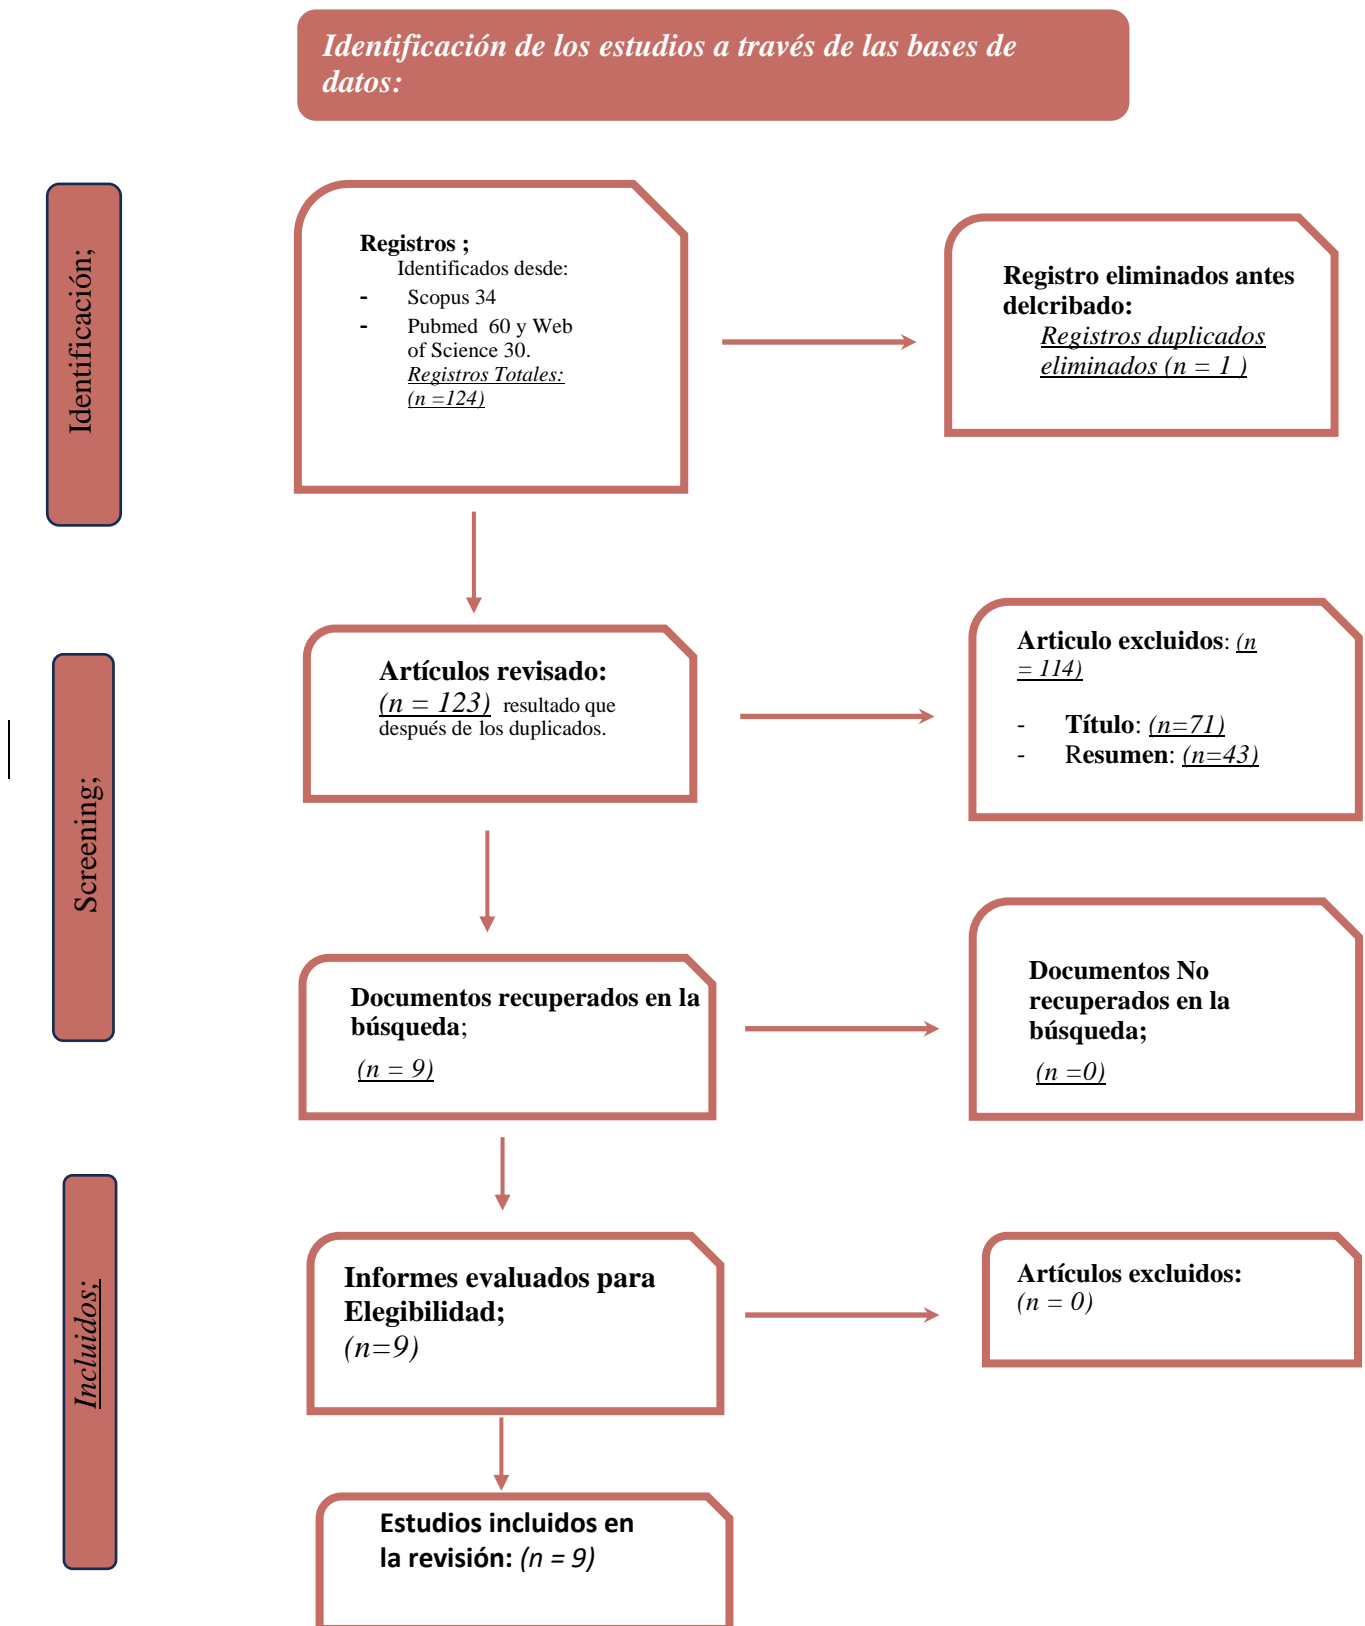 Identificación de los estudios a través de las bases de
datos:
Identificación;
Registros ;
Identificados desde:
- Scopus 34
- Pubmed 60 y Web
of Science 30.
Registros Totales:
(n =124)
Registro eliminados antes
delcribado:
Registros duplicados
eliminados (n = 1 )
Screening;
Artículos revisado:
(n = 123) resultado que
después de los duplicados.
Articulo excluidos: (n
= 114)
- Título: (n=71)
- Resumen: (n=43)
Documentos recuperados en la
búsqueda;
(n = 9)
Documentos No
recuperados en la
búsqueda;
(n =0)
Incluidos;
Informes evaluados para
Elegibilidad;
(n=9)
Artículos excluidos:
(n = 0)
Estudios incluidos en
la revisión: (n = 9)